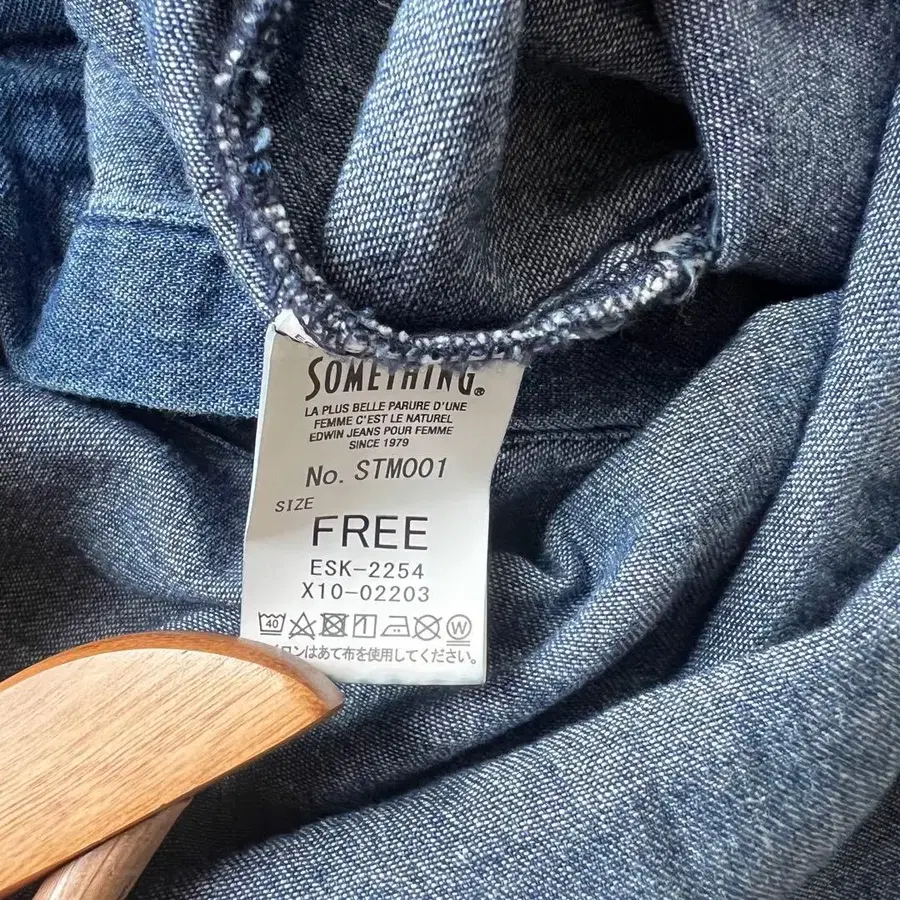 SOMETHING®
LA PLUS BELLE PARURE D'UNE
FEMME C'EST LE NATUREL
EDWIN JEANS POUR FEMME
SINCE 1979
No. STM001
SIZE
FREE
ESK-2254
X10-02203
40 W
イロンはあて布を使用してください。